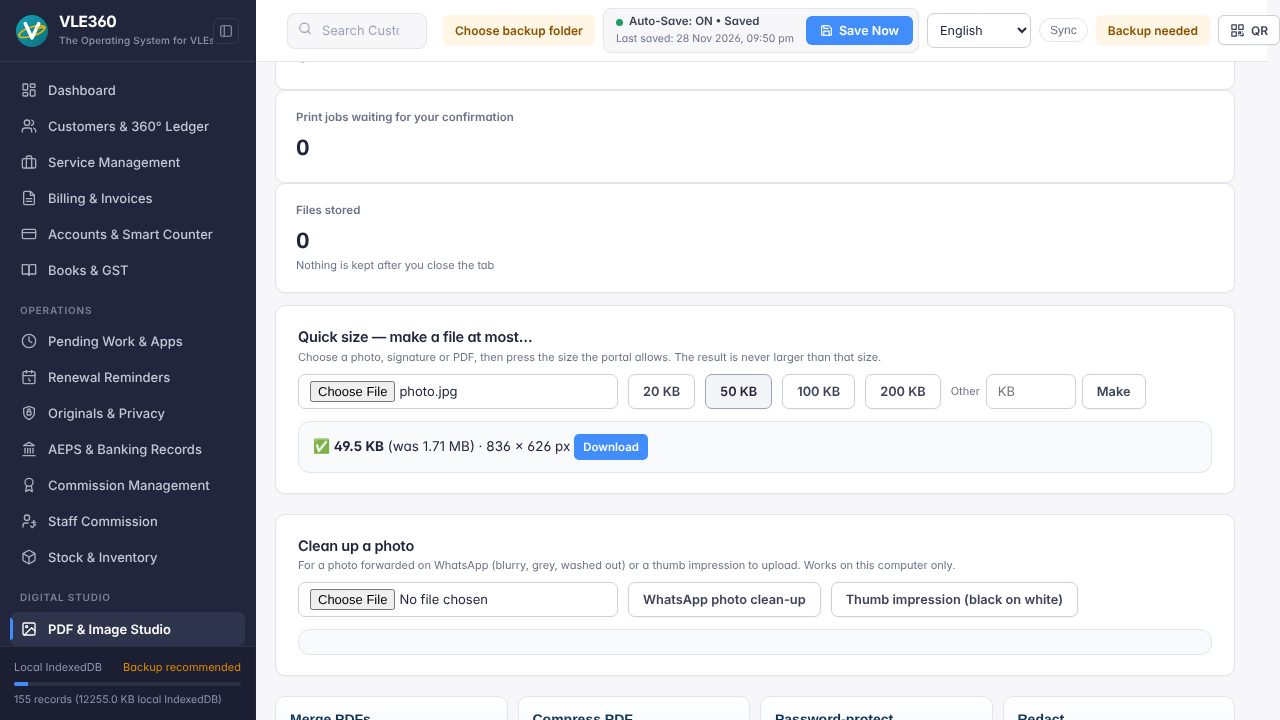 VLE360
The Operating System for VLEs
Search Custo
Choose backup folder
Auto-Save: ON • Saved
Last saved: 28 Nov 2026, 09:50 pm
Save Now
English
Sync
Backup needed
QR
Dashboard
Customers & 360° Ledger
Service Management
Billing & Invoices
Accounts & Smart Counter
Books & GST
OPERATIONS
Pending Work & Apps
Renewal Reminders
Originals & Privacy
AEPS & Banking Records
Commission Management
Staff Commission
Stock & Inventory
DIGITAL STUDIO
PDF & Image Studio
Local IndexedDB Backup recommended
155 records (12255.0 KB local IndexedDB)
Print jobs waiting for your confirmation
0
Files stored
0
Nothing is kept after you close the tab
Quick size — make a file at most…
Choose a photo, signature or PDF, then press the size the portal allows. The result is never larger than that size.
Choose File photo.jpg 20 KB 50 KB 100 KB 200 KB Other KB Make
✅ 49.5 KB (was 1.71 MB) · 836 × 626 px Download
Clean up a photo
For a photo forwarded on WhatsApp (blurry, grey, washed out) or a thumb impression to upload. Works on this computer only.
Choose File No file chosen WhatsApp photo clean-up Thumb impression (black on white)
Merge PDFs Compress PDF Password-protect Redact